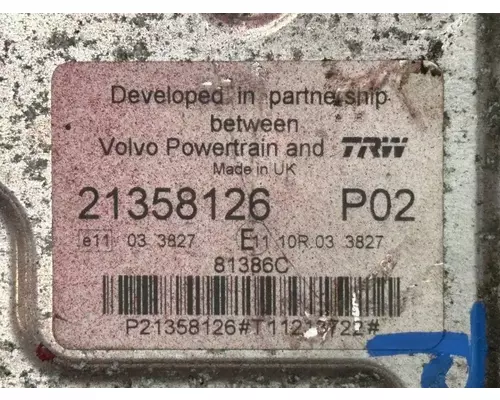 Developed in partnership
between
Volvo Powertrain and TRW
Made in UK
21358126 P02
e11 03 3827 E11 10R.03 3827
81386C